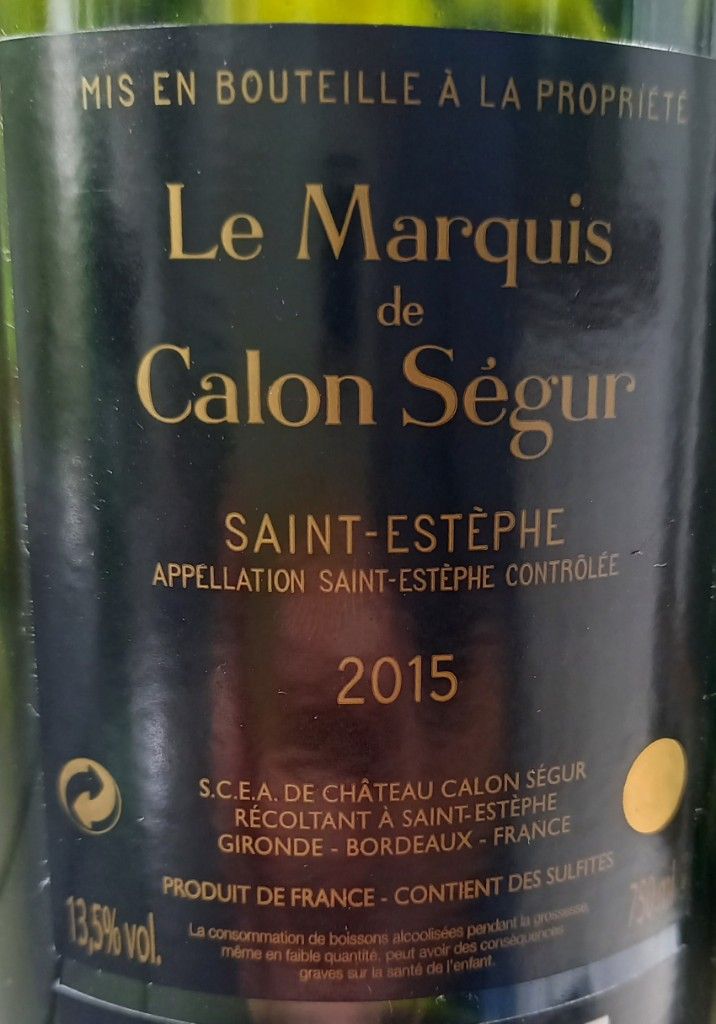 MIS EN BOUTEILLE À LA PROPRIÉTÉ
Le Marquis
de
Calon Ségur
SAINT-ESTÈPHE
APPELLATION SAINT-ESTÈPHE CONTRÔLÉE
2015
S.C.E.A. DE CHÂTEAU CALON SÉGUR
RÉCOLTANT À SAINT-ESTÈPHE
GIRONDE - BORDEAUX - FRANCE
PRODUIT DE FRANCE - CONTIENT DES SULFITES
13,5% vol.
750 mL
La consommation de boissons alcoolisées pendant la grossesse,
même en faible quantité, peut avoir des conséquences
graves sur la santé de l'enfant.